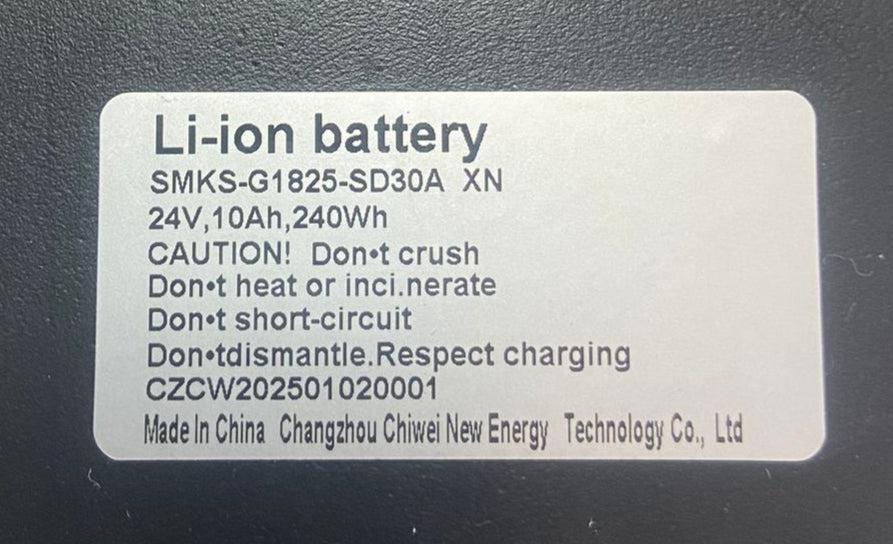 Li-ion battery
SMKS-G1825-SD30A XN
24V,10Ah,240Wh
CAUTION! Don•t crush
Don•t heat or inci.nerate
Don•t short-circuit
Don•tdismantle.Respect charging
CZCW202501020001
Made In China Changzhou Chiwei New Energy Technology Co., Ltd